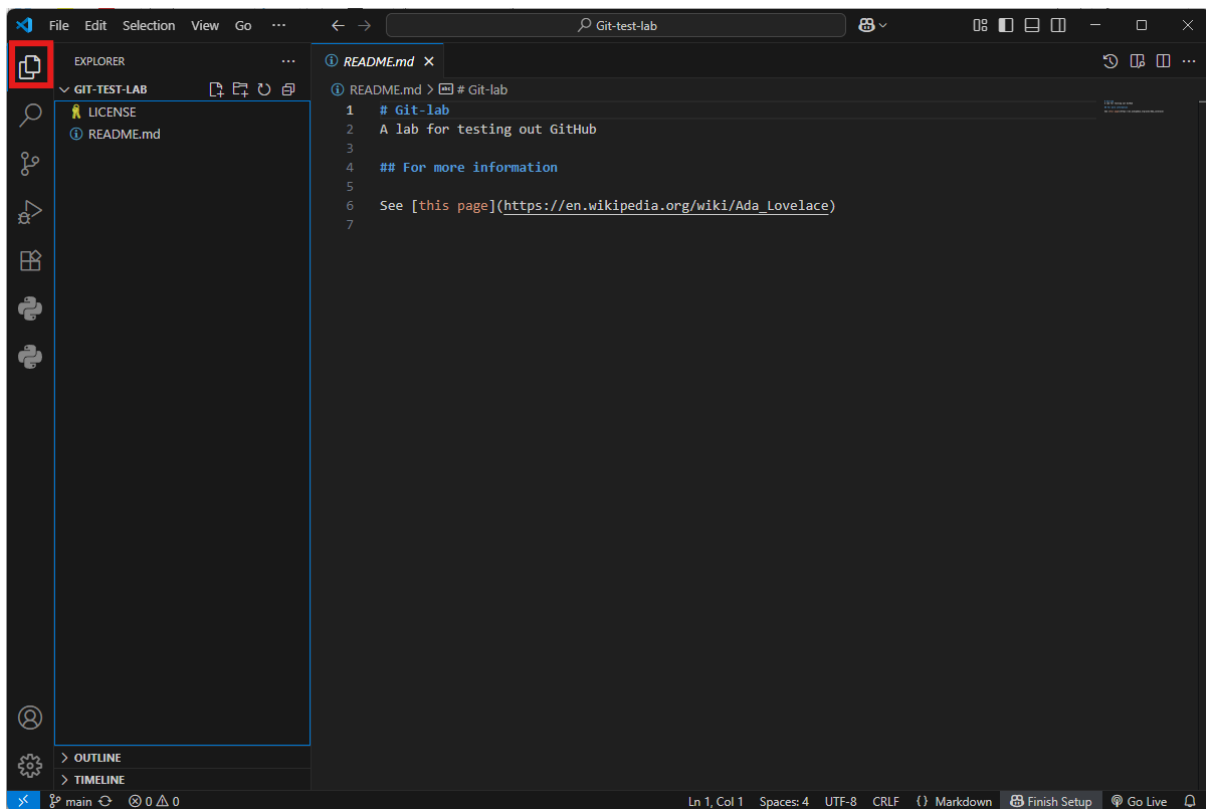 File Edit Selection View Go ···
Git-test-lab
EXPLORER ···
README.md
GIT-TEST-LAB
README.md > # Git-lab
LICENSE
README.md
1 # Git-lab
2 A lab for testing out GitHub
3
4 ## For more information
5
6 See [this page](https://en.wikipedia.org/wiki/Ada_Lovelace)
7
OUTLINE
TIMELINE
main 0 0 Ln 1, Col 1 Spaces: 4 UTF-8 CRLF {} Markdown Finish Setup Go Live